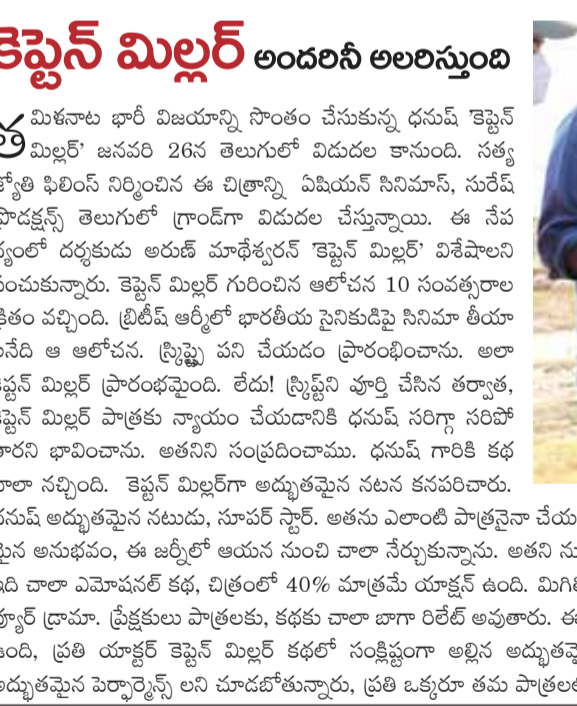 కెప్టెన్ మిల్లర్ అందరినీ అలరిస్తుంది
తమిళనాట భారీ విజయాన్ని సొంతం చేసుకున్న ధనుష్ 'కెప్టెన్
మిల్లర్' జనవరి 26న తెలుగులో విడుదల కానుంది. సత్య
జ్యోతి ఫిలింస్ నిర్మించిన ఈ చిత్రాన్ని ఏషియన్ సినిమాస్, సురేష్
ప్రొడక్షన్స్ తెలుగులో గ్రాండ్‌గా విడుదల చేస్తున్నాయి. ఈ నేప
థ్యంలో దర్శకుడు అరుణ్ మాథేశ్వరన్ 'కెప్టెన్ మిల్లర్' విశేషాలని
పంచుకున్నారు. కెప్టెన్ మిల్లర్ గురించిన ఆలోచన 10 సంవత్సరాల
క్రితం వచ్చింది. బ్రిటీష్ ఆర్మీలో భారతీయ సైనికుడిపై సినిమా తీయా
లనేది ఆ ఆలోచన. స్క్రిప్ట్పై పని చేయడం ప్రారంభించాను. అలా
కెప్టన్ మిల్లర్ ప్రారంభమైంది. లేదు! స్క్రిప్ట్‌ని పూర్తి చేసిన తర్వాత,
కెప్టెన్ మిల్లర్ పాత్రకు న్యాయం చేయడానికి ధనుష్ సరిగ్గా సరిపో
తారని భావించాను. అతనిని సంప్రదించాము. ధనుష్ గారికి కథ
చాలా నచ్చింది. కెప్టన్ మిల్లర్‌గా అద్భుతమైన నటన కనపరిచారు.
ధనుష్ అద్భుతమైన నటుడు, సూపర్ స్టార్. అతను ఎలాంటి పాత్రనైనా
మైన అనుభవం, ఈ జర్నీలో ఆయన నుంచి చాలా నేర్చుకున్నాను. అతని
ఇది చాలా ఎమోషనల్ కథ, చిత్రంలో 40% మాత్రమే యాక్షన్ ఉంది.
ప్యూర్ డ్రామా. ప్రేక్షకులు పాత్రలకు, కథకు చాలా బాగా రిలేట్ అవుతారు. ఈ
ఉంది, ప్రతి యాక్టర్ కెప్టెన్ మిల్లర్ కథలో సంక్లిష్టంగా అల్లిన
అద్భుతమైన పెర్ఫార్మెన్స్ లని చూడబోతున్నారు, ప్రతి ఒక్కరూ తమ